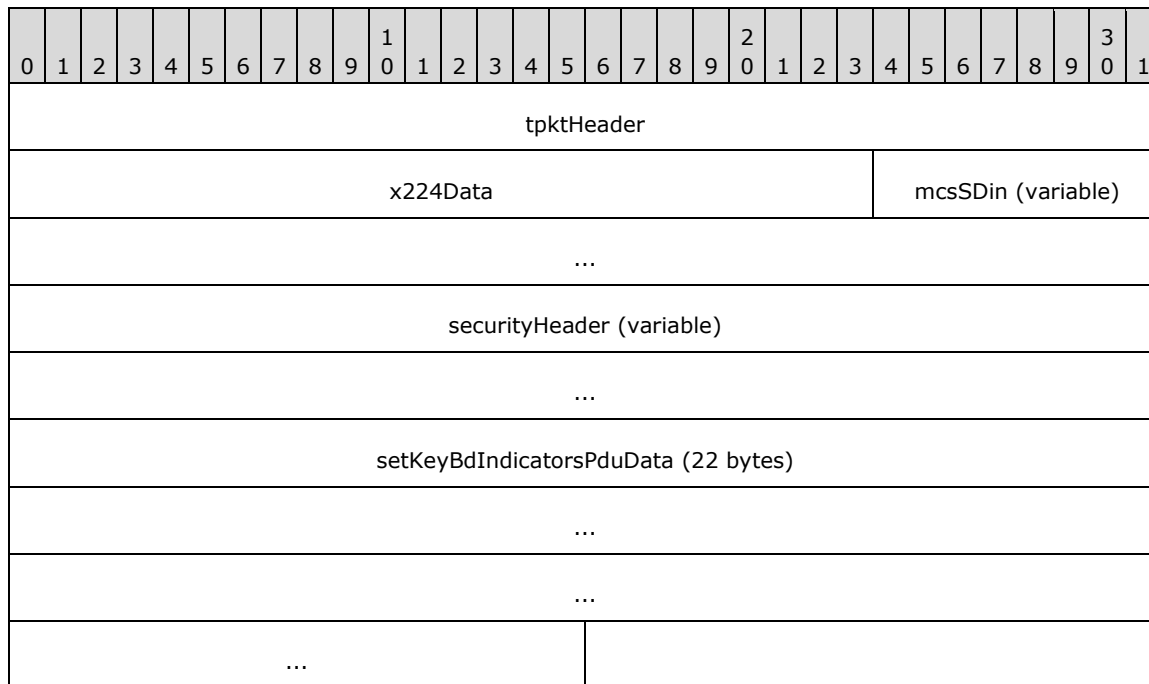 1 2 3
0 1 2 3 4 5 6 7 8 9 0 1 2 3 4 5 6 7 8 9 0 1 2 3 4 5 6 7 8 9 0 1
tpktHeader
x224Data mcsSDin (variable)
...
securityHeader (variable)
...
setKeyBdIndicatorsPduData (22 bytes)
...
...
...